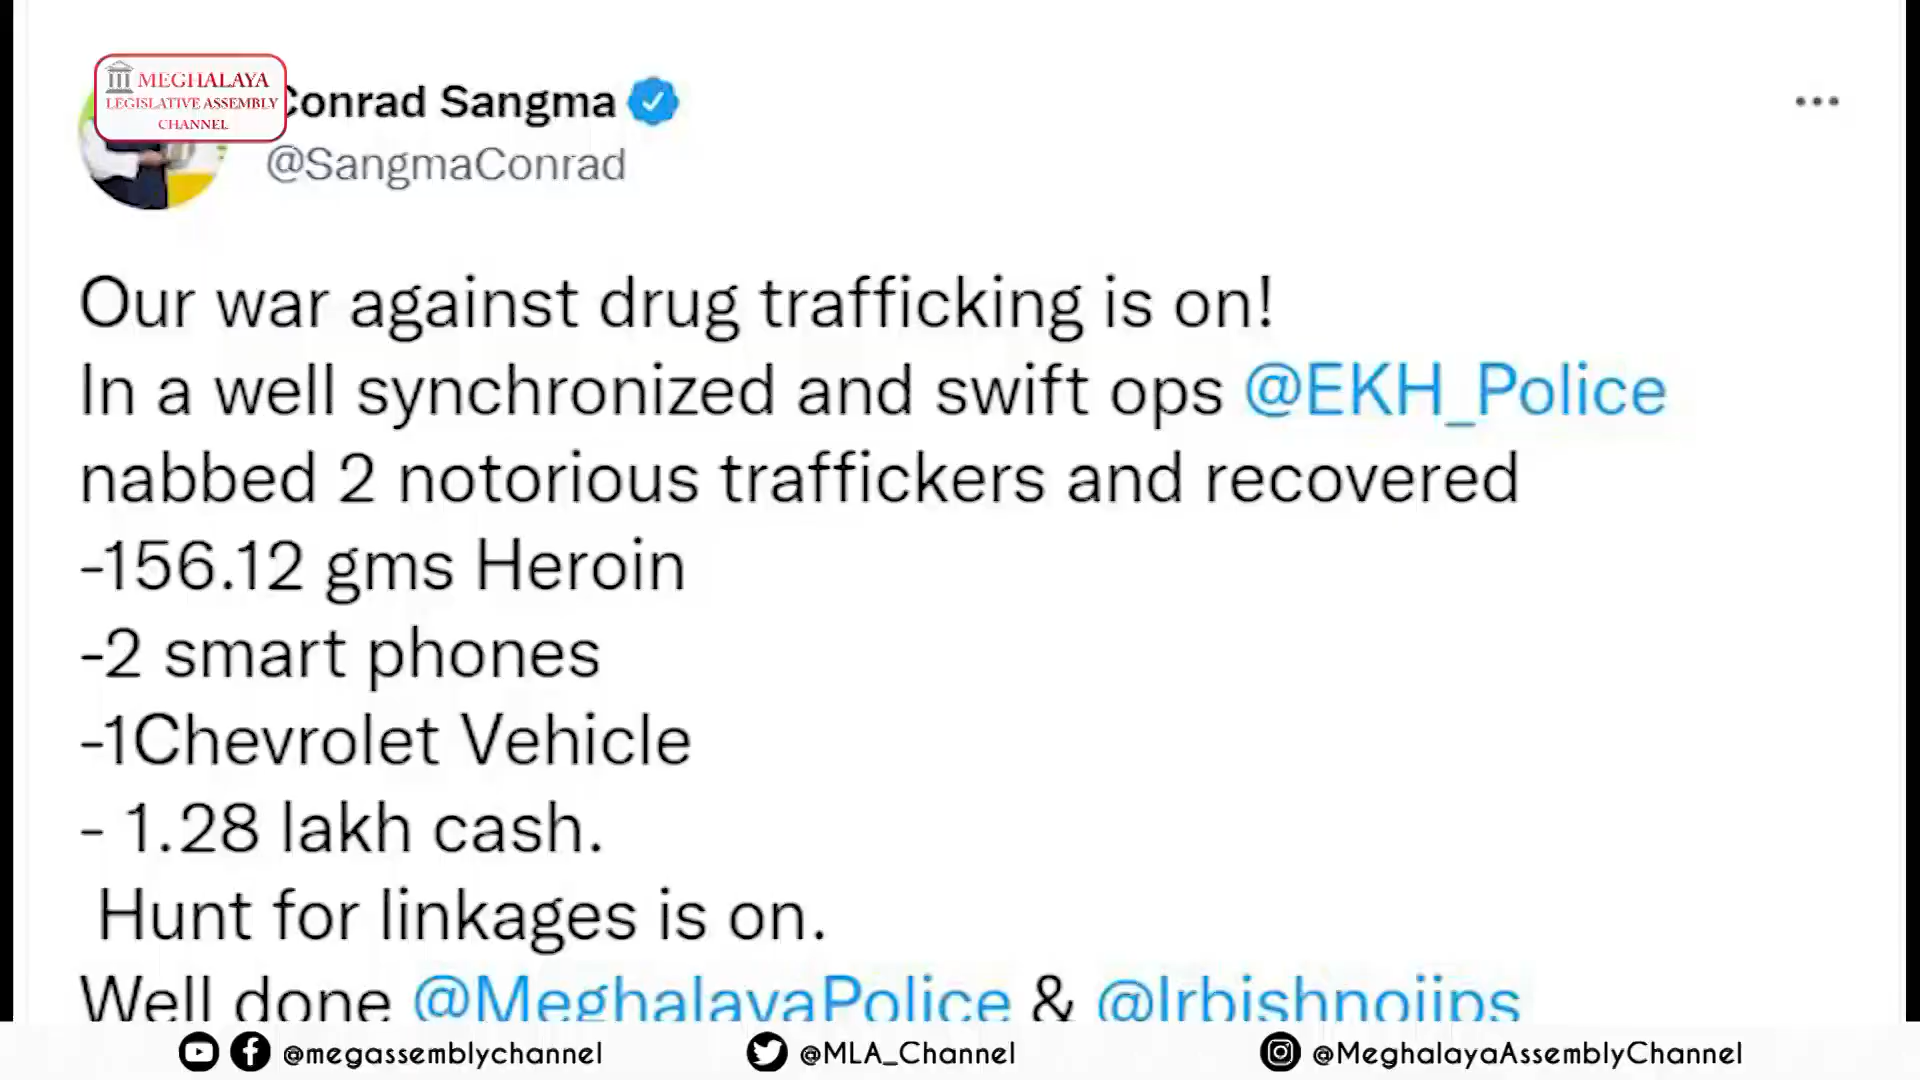 MEGHALAYA
LEGISLATIVE ASSEMBLY
CHANNEL
Conrad Sangma
@SangmaConrad
Our war against drug trafficking is on!
In a well synchronized and swift ops @EKH_Police
nabbed 2 notorious traffickers and recovered
-156.12 gms Heroin
-2 smart phones
-1Chevrolet Vehicle
- 1.28 lakh cash.
Hunt for linkages is on.
Well done @MeghalayaPolice & @lrbishnoiips
@megassemblychannel
@MLA_Channel
@MeghalayaAssemblyChannel